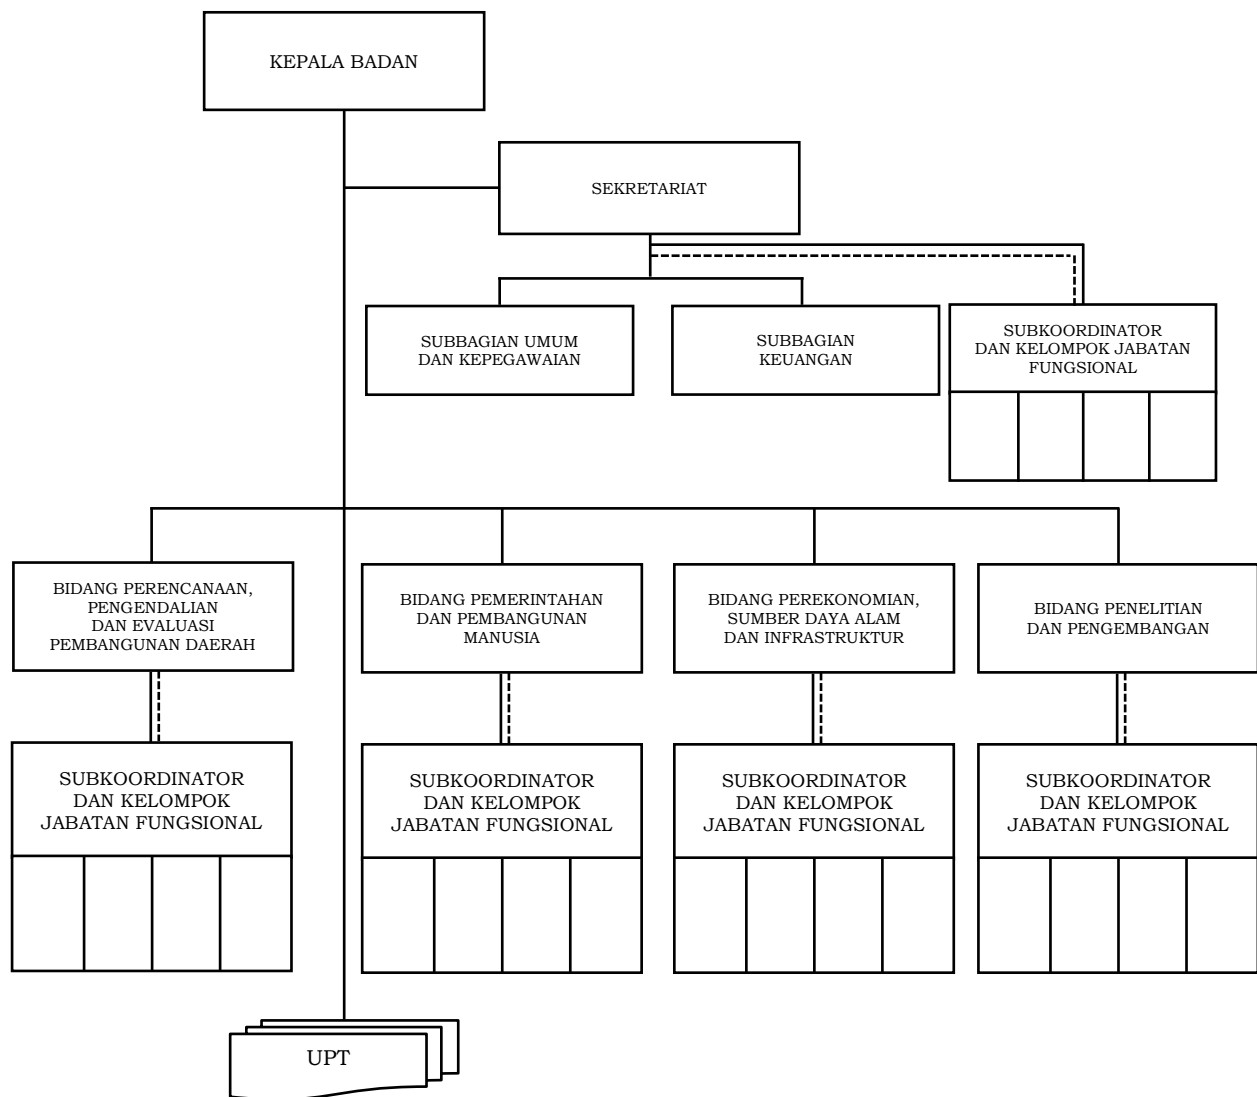 KEPALA BADAN
SEKRETARIAT
SUBBAGIAN UMUM
DAN KEPEGAWAIAN
SUBBAGIAN
KEUANGAN
SUBKOORDINATOR
DAN KELOMPOK JABATAN
FUNGSIONAL
BIDANG PERENCANAAN,
PENGENDALIAN
DAN EVALUASI
PEMBANGUNAN DAERAH
BIDANG PEMERINTAHAN
DAN PEMBANGUNAN
MANUSIA
BIDANG PEREKONOMIAN,
SUMBER DAYA ALAM
DAN INFRASTRUKTUR
BIDANG PENELITIAN
DAN PENGEMBANGAN
SUBKOORDINATOR
DAN KELOMPOK
JABATAN FUNGSIONAL
SUBKOORDINATOR
DAN KELOMPOK
JABATAN FUNGSIONAL
SUBKOORDINATOR
DAN KELOMPOK
JABATAN FUNGSIONAL
SUBKOORDINATOR
DAN KELOMPOK
JABATAN FUNGSIONAL
UPT